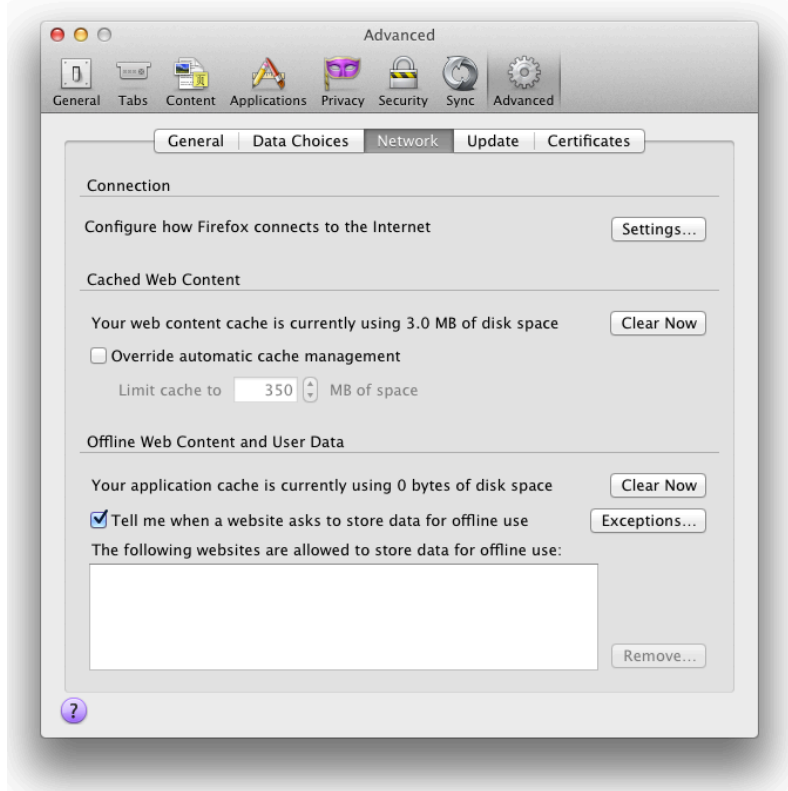 Advanced
General Tabs Content Applications Privacy Security Sync Advanced
General Data Choices Network Update Certificates
Connection
Configure how Firefox connects to the Internet Settings...
Cached Web Content
Your web content cache is currently using 3.0 MB of disk space Clear Now
Override automatic cache management
Limit cache to 350 MB of space
Offline Web Content and User Data
Your application cache is currently using 0 bytes of disk space Clear Now
Tell me when a website asks to store data for offline use Exceptions...
The following websites are allowed to store data for offline use:
Remove...
?